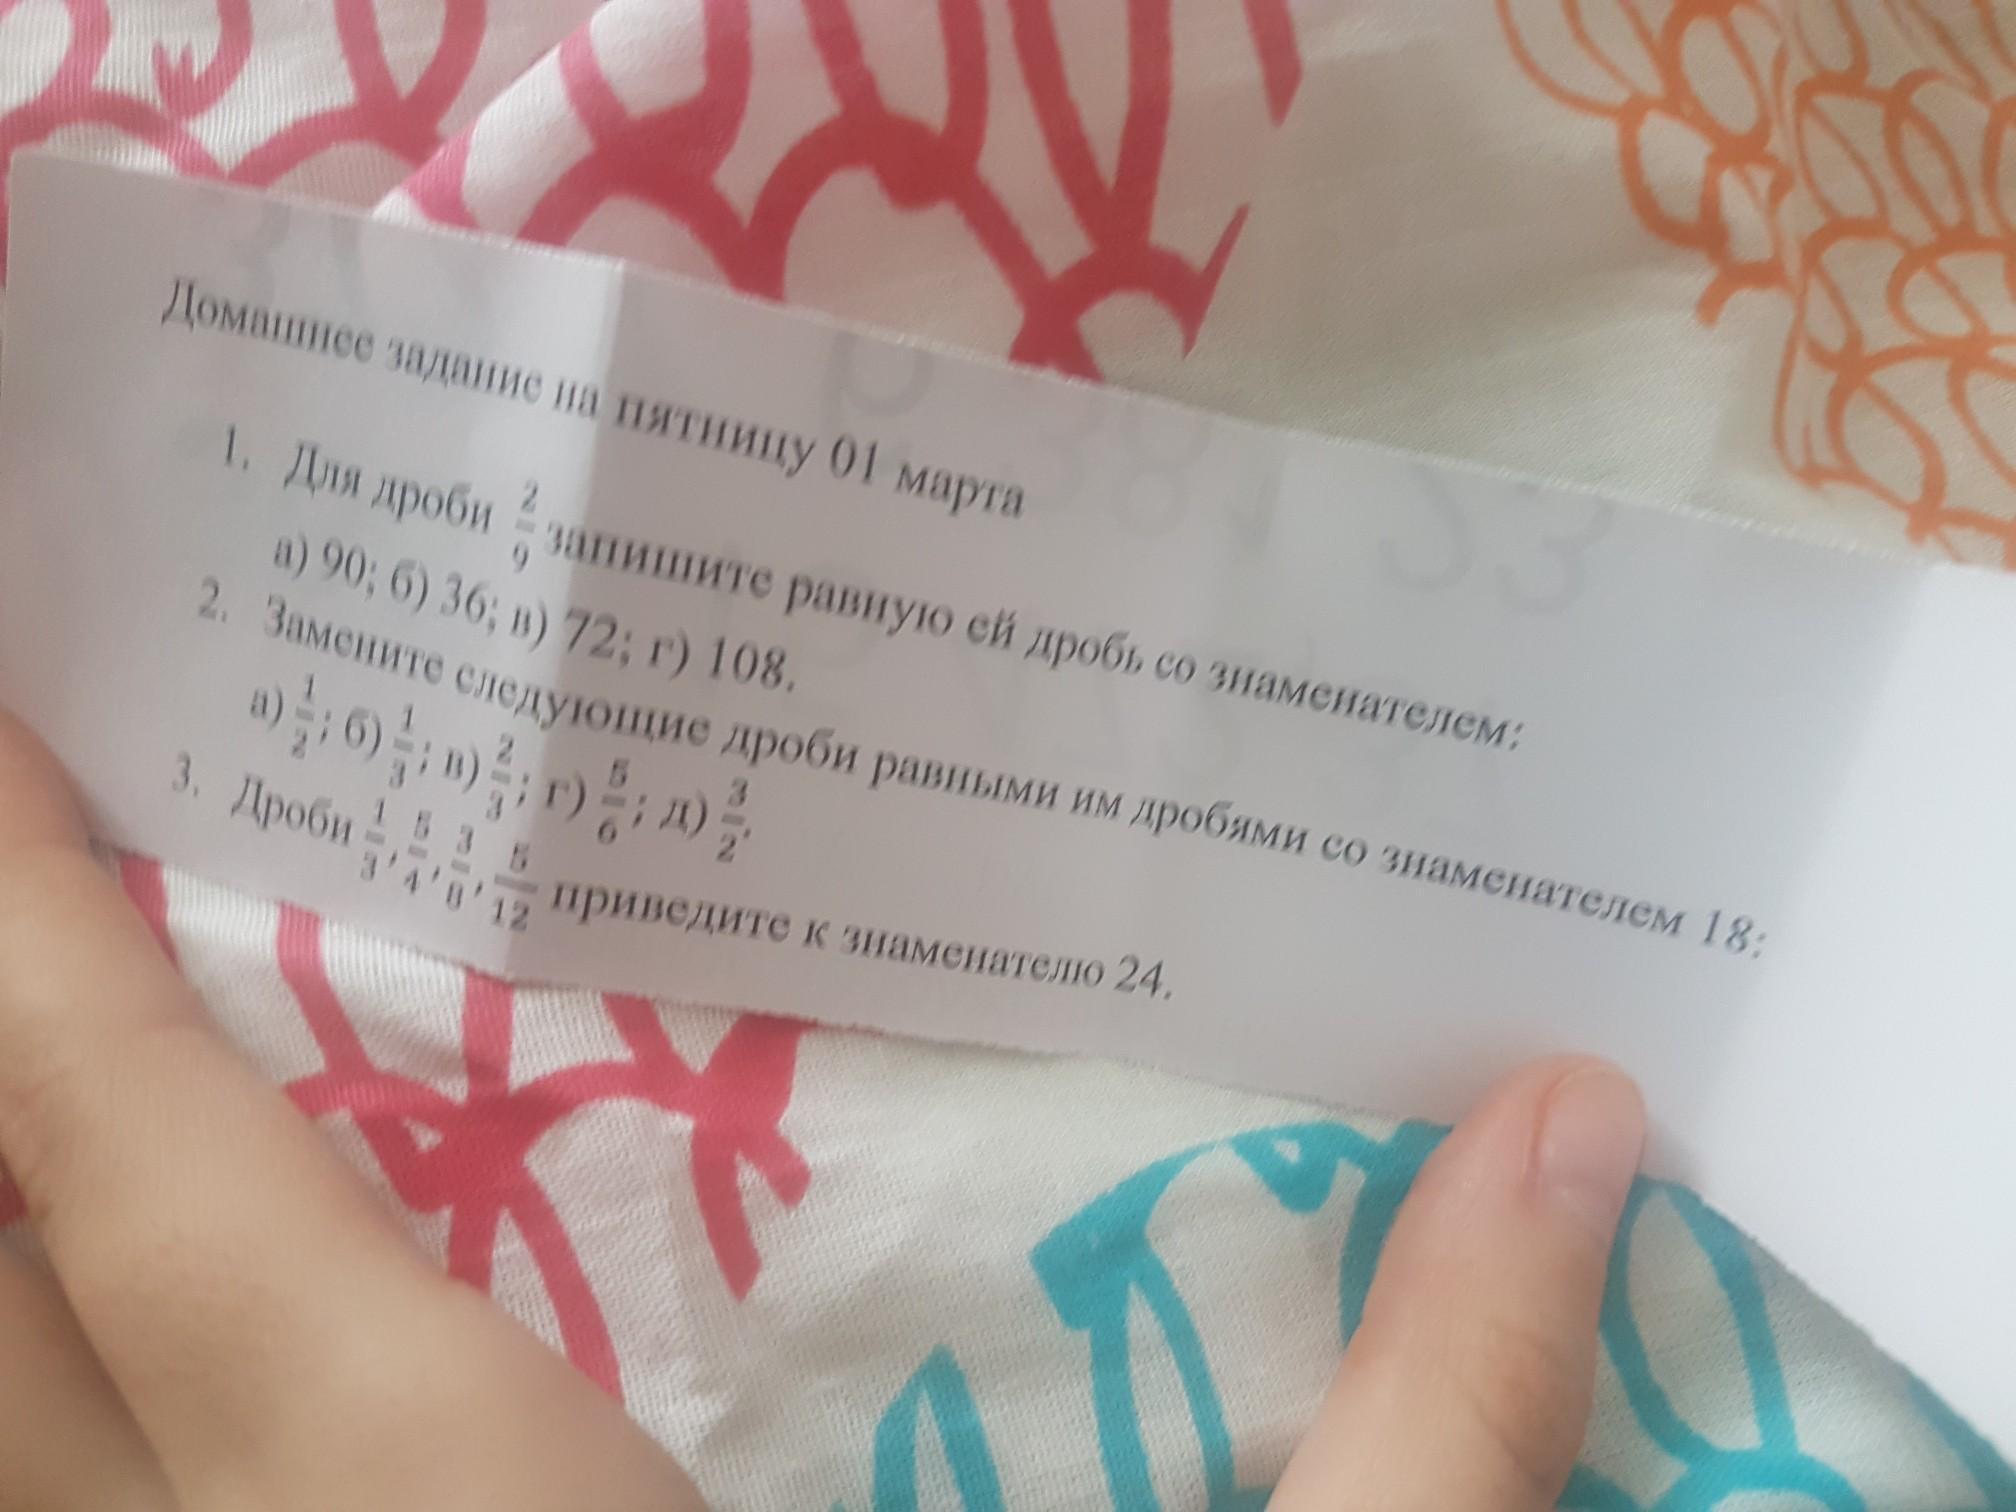 Домашнее задание на пятницу 01 марта
1. Для дроби 2/9 запишите равную ей дробь со знаменателем:
а) 90; б) 36; в) 72; г) 108.
2. Замените следующие дроби равными им дробями со знаменателем 18:
а) 1/2; б) 1/3; в) 2/3; г) 5/6; д) 3/2.
3. Дроби 1/3, 5/4, 3/8, 5/12 приведите к знаменателю 24.